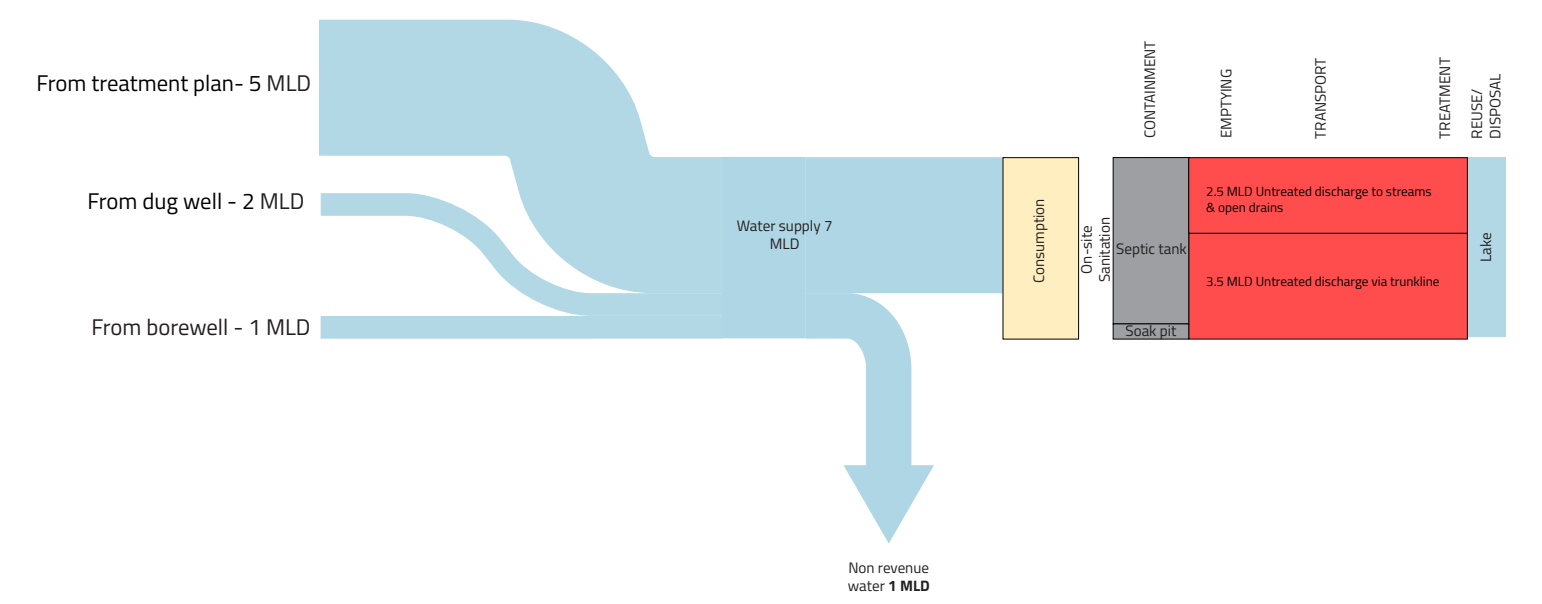 From treatment plan- 5 MLD
From dug well - 2 MLD
From borewell - 1 MLD
Water supply 7
MLD
Non revenue
water 1 MLD
Consumption
On-site
Sanitation
CONTAINMENT
EMPTYING
TRANSPORT
TREATMENT
REUSE/
DISPOSAL
Septic tank
Soak pit
2.5 MLD Untreated discharge to streams
& open drains
3.5 MLD Untreated discharge via trunkline
Lake